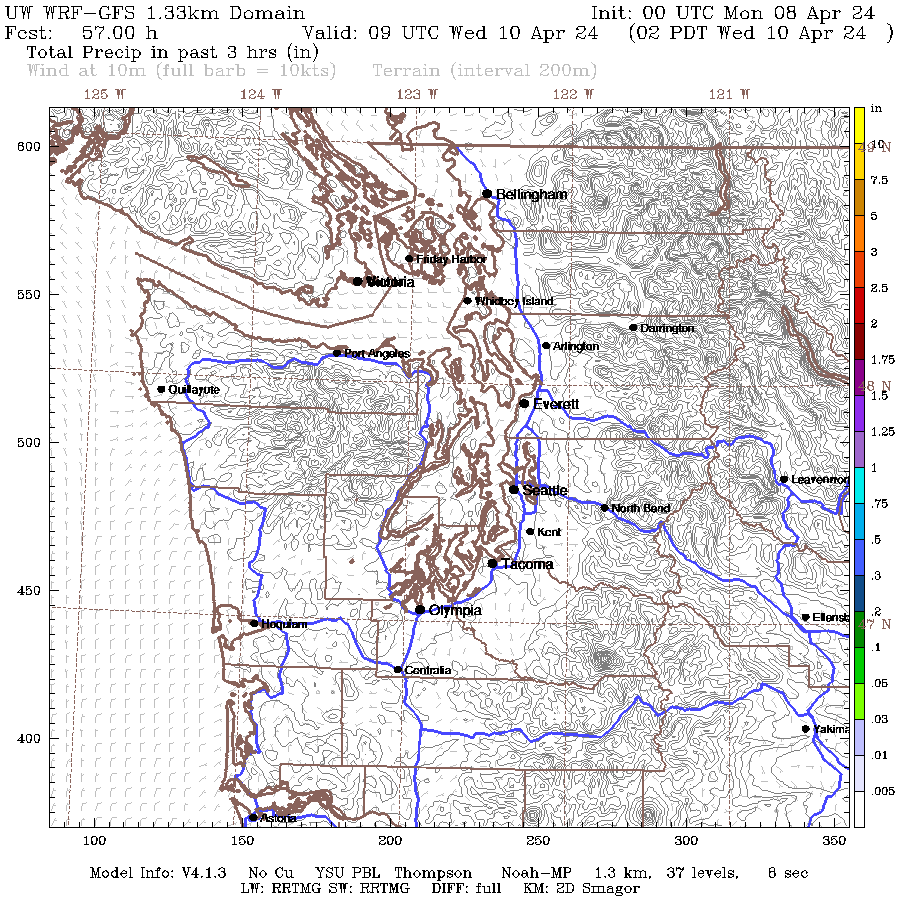 UW WRF-GFS 1.33km Domain Init: 00 UTC Mon 08 Apr 24
Fcst: 57.00 h Valid: 09 UTC Wed 10 Apr 24 (02 PDT Wed 10 Apr 24 )
Total Precip in past 3 hrs (in)
Wind at 10m (full barb = 10kts) Terrain (interval 200m)
125 W 124 W 123 W 122 W 121 W
in
600
10
Bellingham
7.5
5
Friday Harbor
3
Victoria
550
Whidbey Island
2.5
Darrington
2
Arlington
Port Angeles
1.75
Quillayute
48 N
1.5
Everett
1.25
500
1
Leavenwor
Seattle
.75
North Bend
Kent
.5
Tacoma
.3
450
Olympia
.2
Ellensb
Hoquiam
N
.1
Centralia
.05
.03
400
Yakima
.01
.005
Astoria
100 150 200 250 300 350
Model Info: V4.1.3 No Cu YSU PBL Thompson Noah-MP 1.3 km, 37 levels, 8 sec
LW: RRTMG SW: RRTMG DIFF: full KM: 2D Smagor